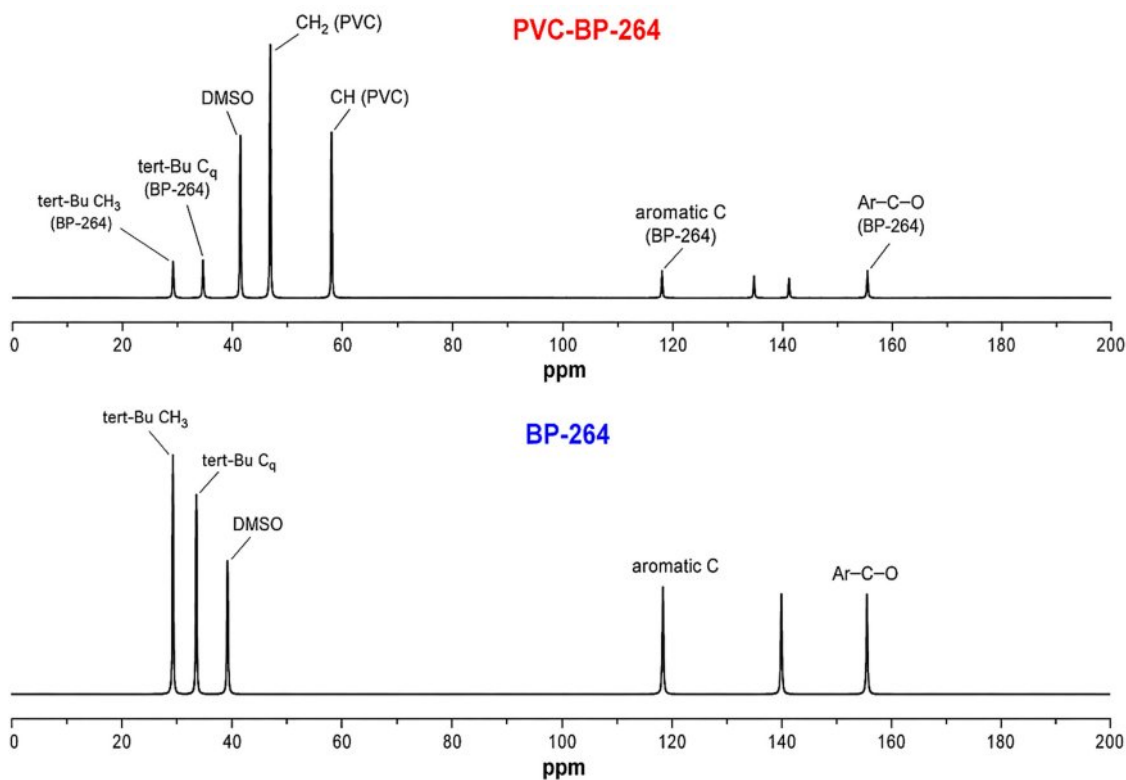 PVC-BP-264
CH₂ (PVC)
DMSO
CH (PVC)
tert-Bu C_q
(BP-264)
tert-Bu CH₃
(BP-264)
aromatic C
(BP-264)
Ar–C–O
(BP-264)
0 20 40 60 80 100 120 140 160 180 200
ppm
BP-264
tert-Bu CH₃
tert-Bu C_q
DMSO
aromatic C
Ar–C–O
0 20 40 60 80 100 120 140 160 180 200
ppm